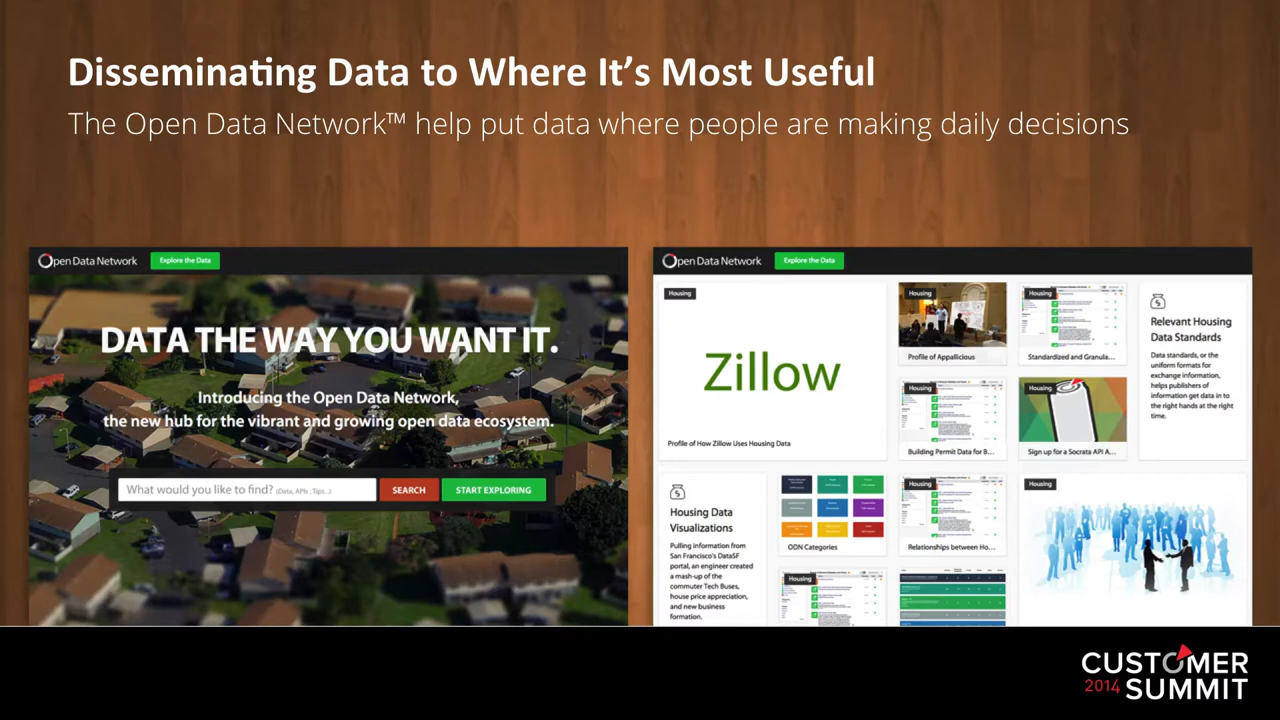 Disseminating Data to Where It's Most Useful
The Open Data Network™ help put data where people are making daily decisions
Open Data Network
Explore the Data
DATA THE WAY YOU WANT IT.
Introducing the Open Data Network,
the new hub for the vibrant and growing open data ecosystem.
What would you like to find? (Data, APIs , Tips...)
SEARCH
START EXPLORING
Open Data Network
Explore the Data
Housing
Zillow
Profile of How Zillow Uses Housing Data
Housing
Profile of Appallicious
Housing
Standardized and Granula...
Housing
Building Permit Data for B...
Housing
Sign up for a Socrata API A...
Relevant Housing
Data Standards
Data standards, or the
uniform formats for
exchange information,
helps publishers of
information get data in
to the right hands at the right
time.
Housing Data
Visualizations
Pulling information from
San Francisco's DataSF
portal, an engineer created
a mash-up of the
commuter Tech Buses,
house price appreciation,
and new business
formation.
ODN Categories
Housing
Housing
Relationships between Ho...
Housing
CUSTOMER
2014 SUMMIT